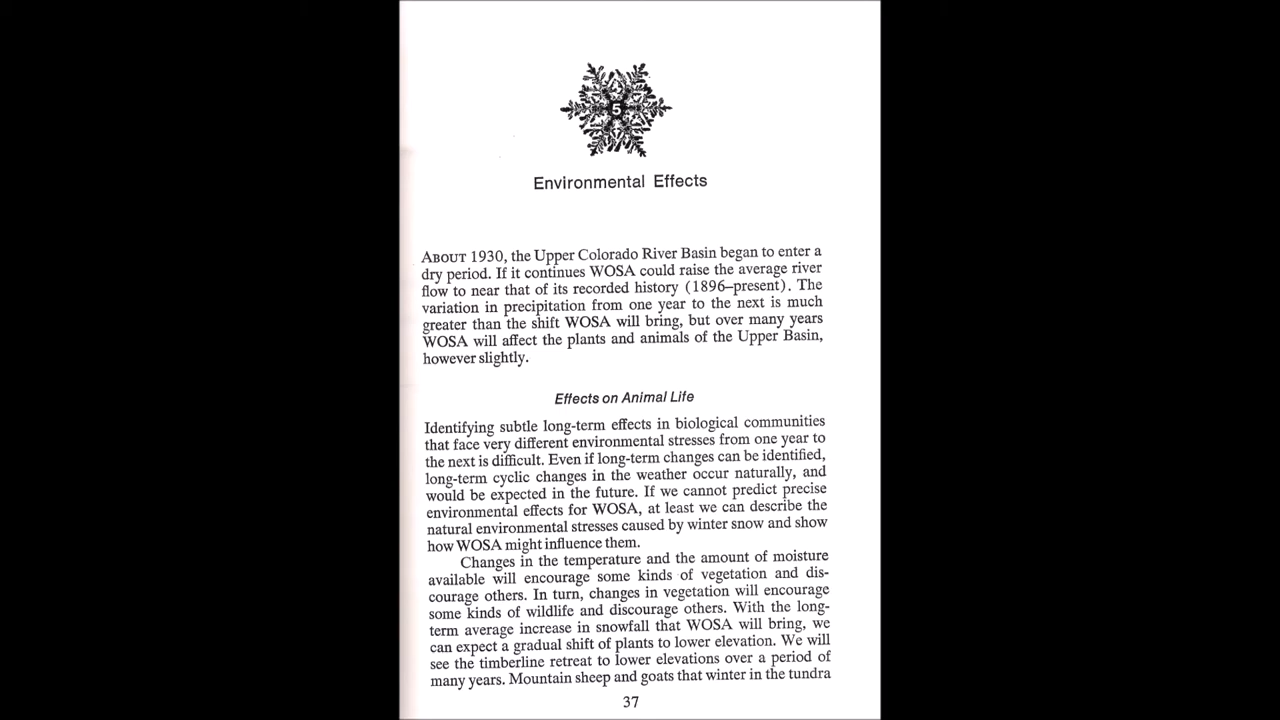 5
Environmental Effects
ABOUT 1930, the Upper Colorado River Basin began to enter a
dry period. If it continues WOSA could raise the average river
flow to near that of its recorded history (1896–present). The
variation in precipitation from one year to the next is much
greater than the shift WOSA will bring, but over many years
WOSA will affect the plants and animals of the Upper Basin,
however slightly.
Effects on Animal Life
Identifying subtle long-term effects in biological communities
that face very different environmental stresses from one year to
the next is difficult. Even if long-term changes can be identified,
long-term cyclic changes in the weather occur naturally, and
would be expected in the future. If we cannot predict precise
environmental effects for WOSA, at least we can describe the
natural environmental stresses caused by winter snow and show
how WOSA might influence them.
Changes in the temperature and the amount of moisture
available will encourage some kinds of vegetation and dis-
courage others. In turn, changes in vegetation will encourage
some kinds of wildlife and discourage others. With the long-
term average increase in snowfall that WOSA will bring, we
can expect a gradual shift of plants to lower elevation. We will
see the timberline retreat to lower elevations over a period of
many years. Mountain sheep and goats that winter in the tundra
37